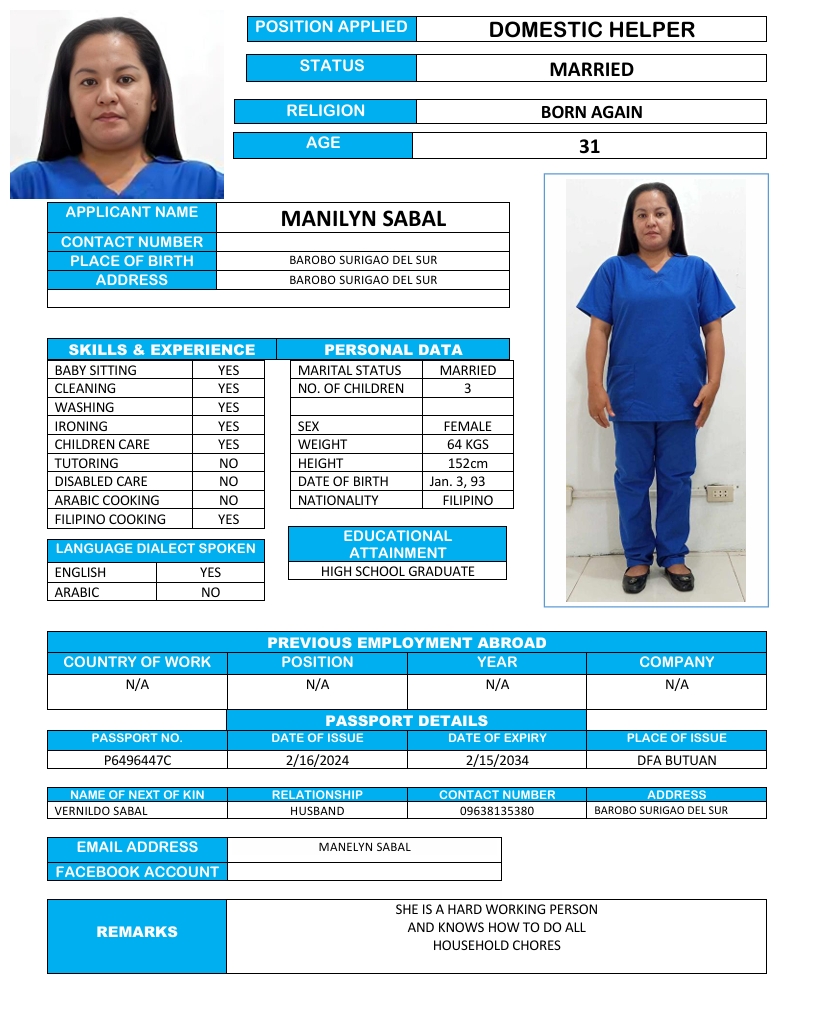 POSITION APPLIED DOMESTIC HELPER
STATUS MARRIED
RELIGION BORN AGAIN
AGE 31
APPLICANT NAME MANILYN SABAL
CONTACT NUMBER
PLACE OF BIRTH BAROBO SURIGAO DEL SUR
ADDRESS BAROBO SURIGAO DEL SUR
SKILLS & EXPERIENCE PERSONAL DATA
BABY SITTING YES MARITAL STATUS MARRIED
CLEANING YES NO. OF CHILDREN 3
WASHING YES
IRONING YES SEX FEMALE
CHILDREN CARE YES WEIGHT 64 KGS
TUTORING NO HEIGHT 152cm
DISABLED CARE NO DATE OF BIRTH Jan. 3, 93
ARABIC COOKING NO NATIONALITY FILIPINO
FILIPINO COOKING YES
EDUCATIONAL
ATTAINMENT
LANGUAGE DIALECT SPOKEN
HIGH SCHOOL GRADUATE
ENGLISH YES
ARABIC NO
PREVIOUS EMPLOYMENT ABROAD
COUNTRY OF WORK POSITION YEAR COMPANY
N/A N/A N/A N/A
PASSPORT DETAILS
PASSPORT NO. DATE OF ISSUE DATE OF EXPIRY PLACE OF ISSUE
P6496447C 2/16/2024 2/15/2034 DFA BUTUAN
NAME OF NEXT OF KIN RELATIONSHIP CONTACT NUMBER ADDRESS
VERNILDO SABAL HUSBAND 09638135380 BAROBO SURIGAO DEL SUR
EMAIL ADDRESS MANELYN SABAL
FACEBOOK ACCOUNT
REMARKS
SHE IS A HARD WORKING PERSON
AND KNOWS HOW TO DO ALL
HOUSEHOLD CHORES